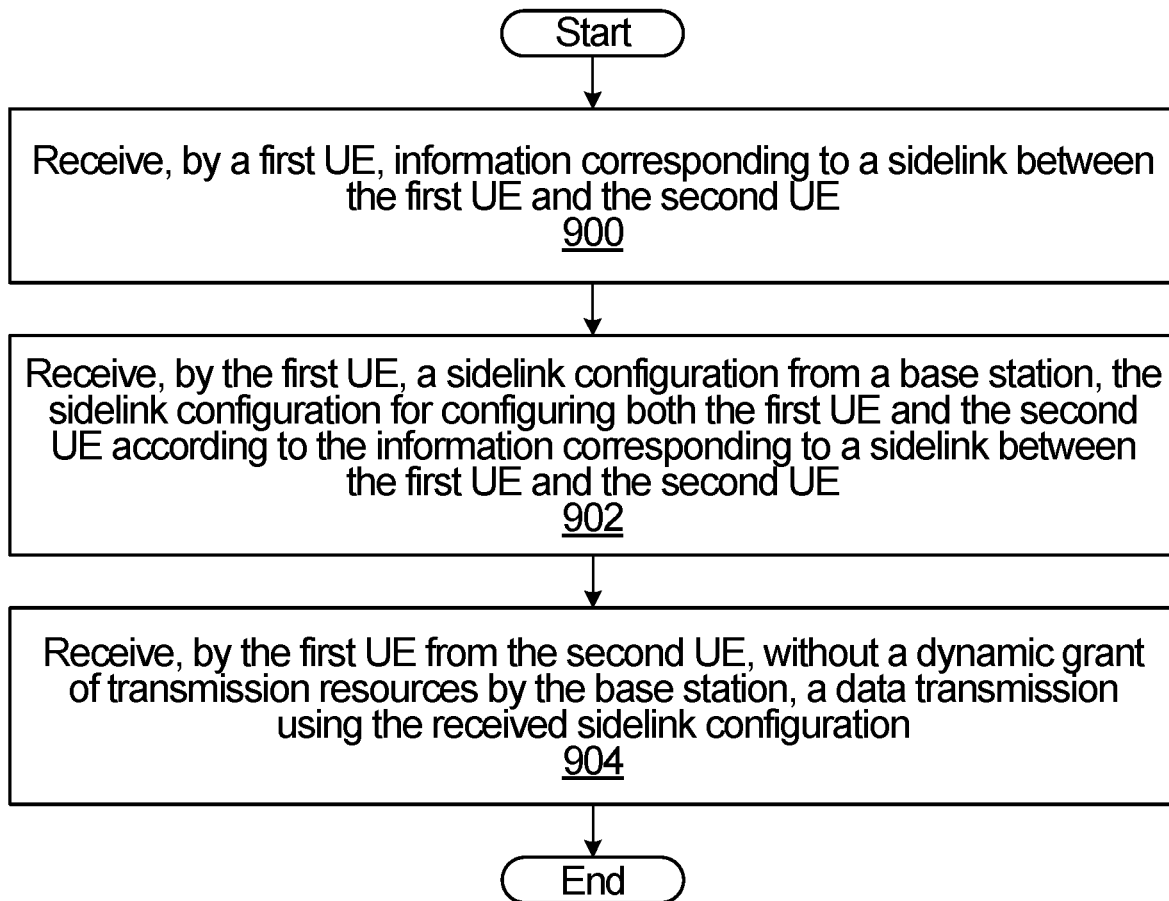 Start
Receive, by a first UE, information corresponding to a sidelink between
the first UE and the second UE
900
Receive, by the first UE, a sidelink configuration from a base station, the
sidelink configuration for configuring both the first UE and the second
UE according to the information corresponding to a sidelink between
the first UE and the second UE
902
Receive, by the first UE from the second UE, without a dynamic grant
of transmission resources by the base station, a data transmission
using the received sidelink configuration
904
End